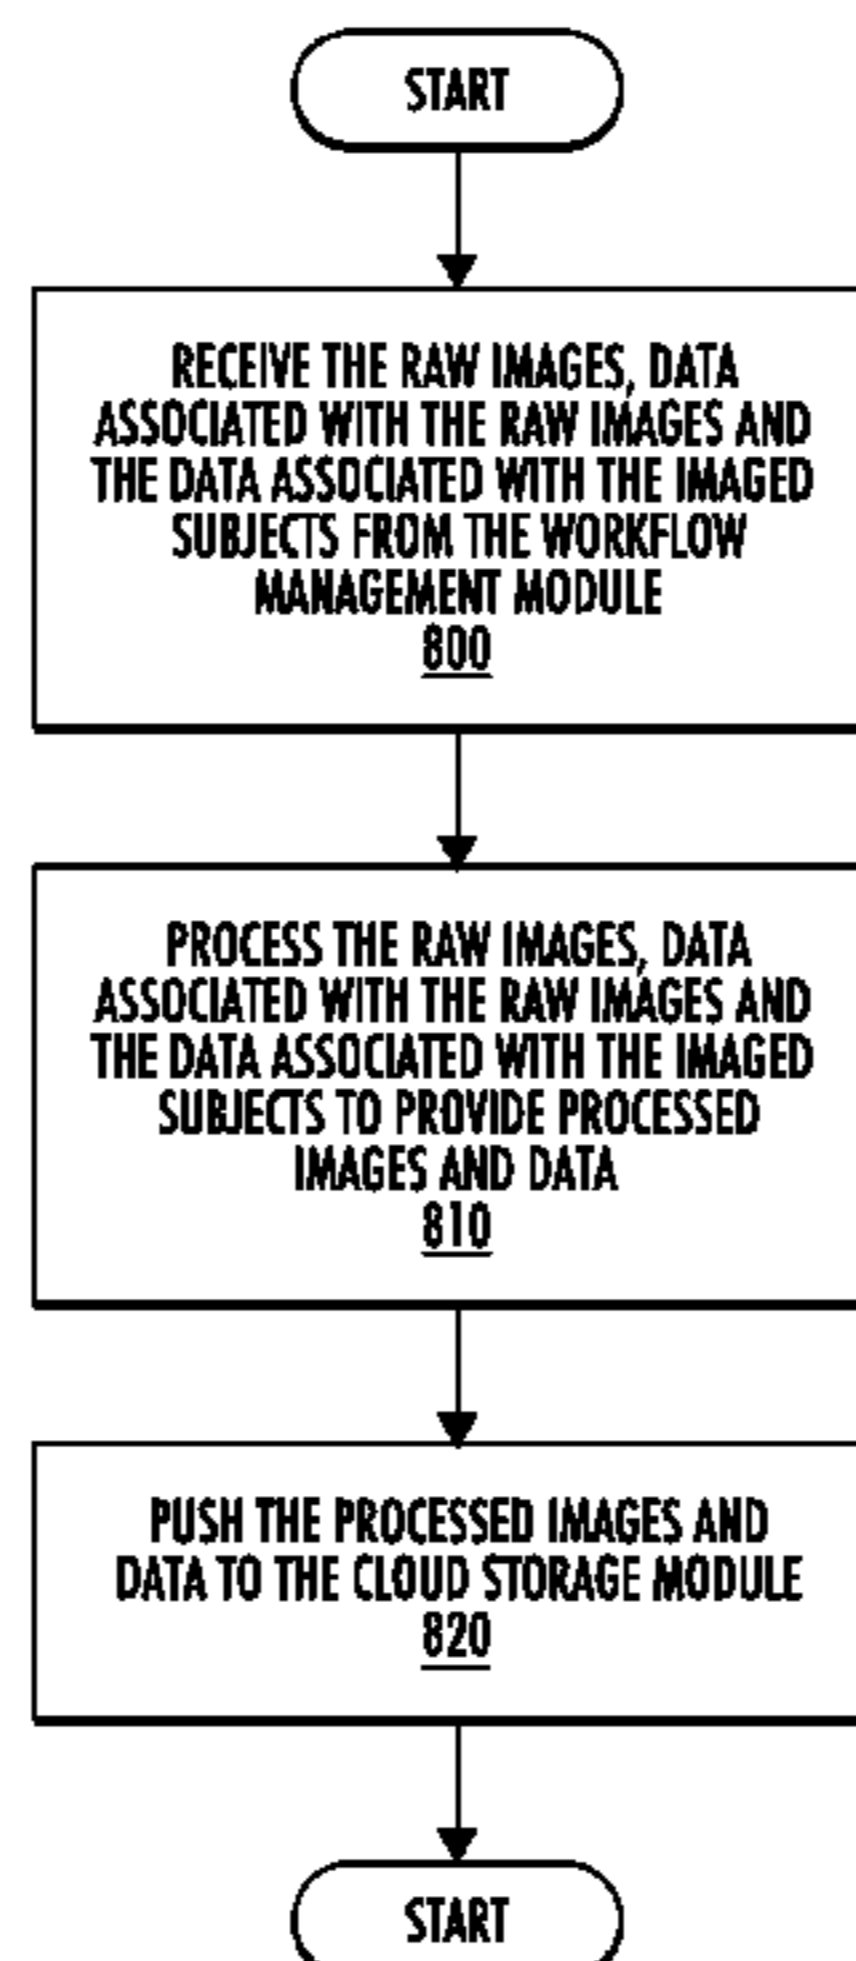 START
RECEIVE THE RAW IMAGES, DATA
ASSOCIATED WITH THE RAW IMAGES AND
THE DATA ASSOCIATED WITH THE IMAGED
SUBJECTS FROM THE WORKFLOW
MANAGEMENT MODULE
800
PROCESS THE RAW IMAGES, DATA
ASSOCIATED WITH THE RAW IMAGES AND
THE DATA ASSOCIATED WITH THE IMAGED
SUBJECTS TO PROVIDE PROCESSED
IMAGES AND DATA
810
PUSH THE PROCESSED IMAGES AND
DATA TO THE CLOUD STORAGE MODULE
820
START